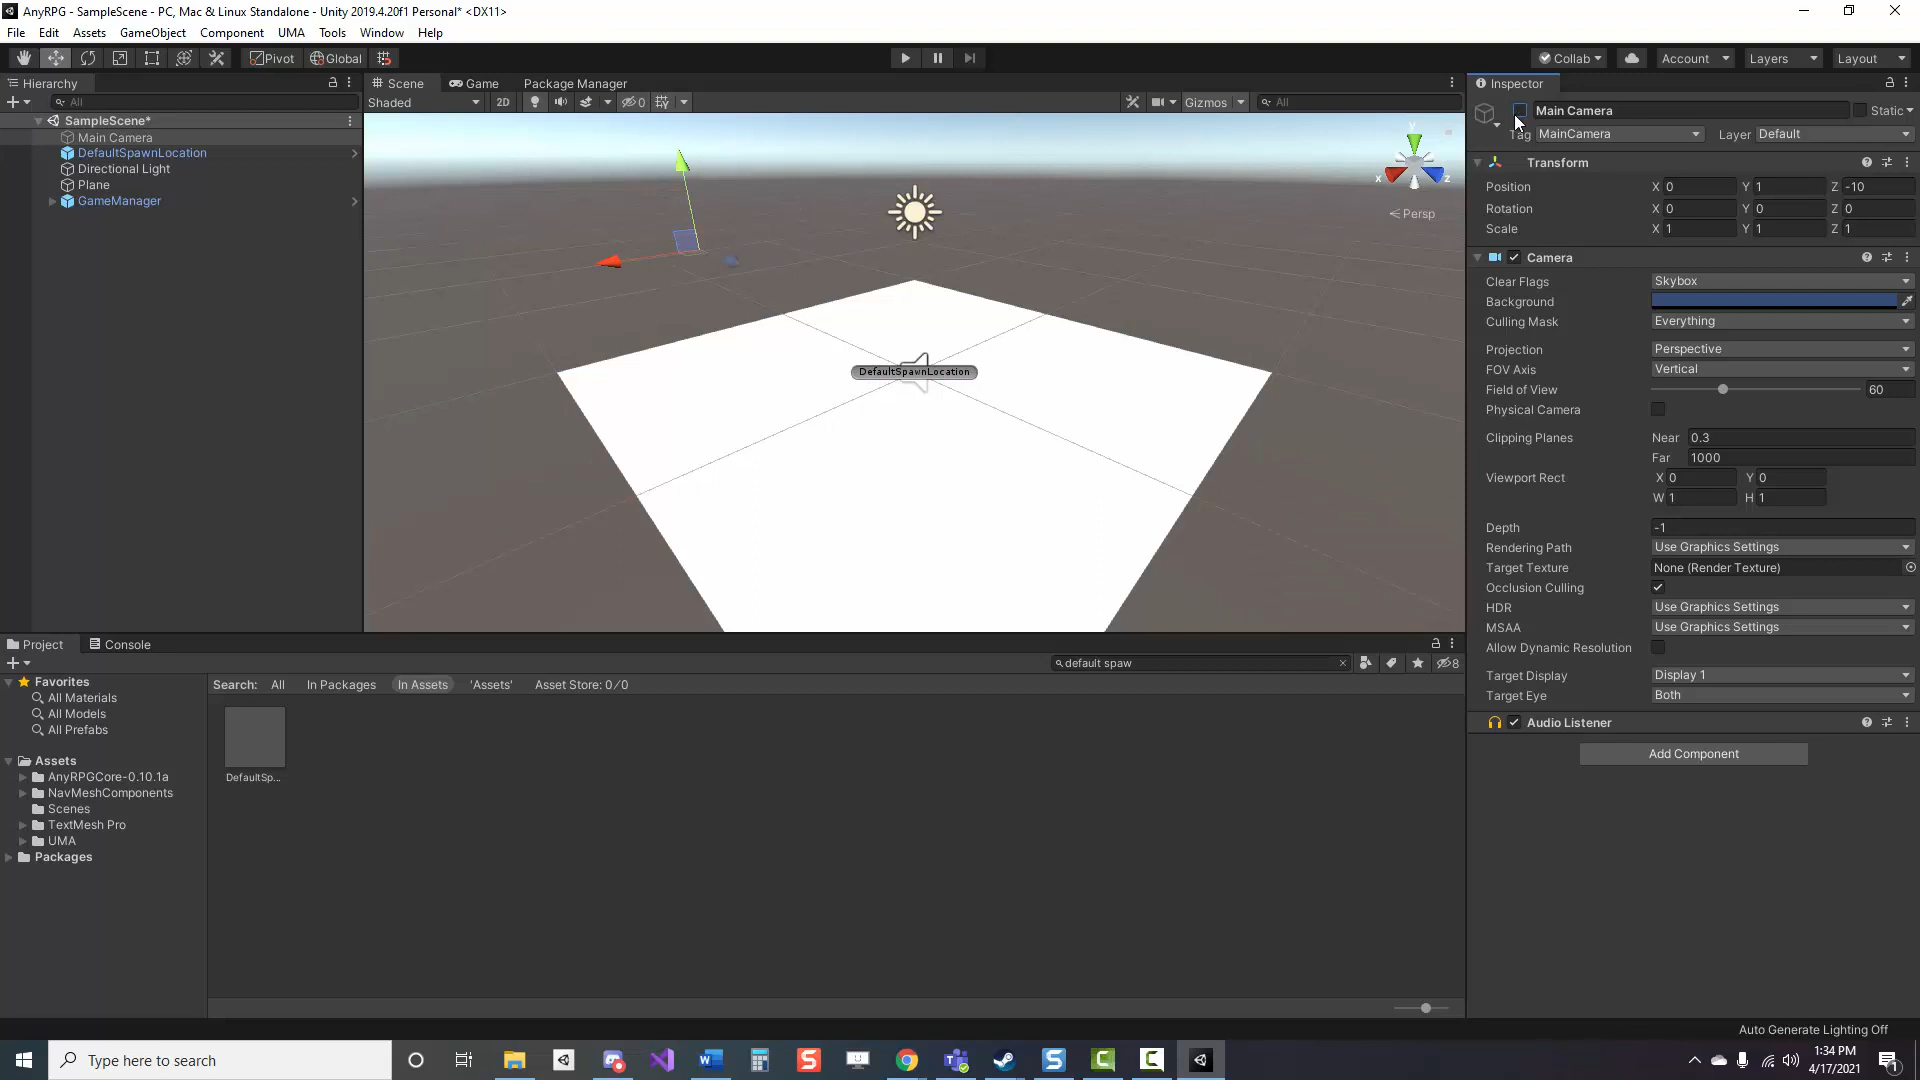 AnyRPG - SampleScene - PC, Mac & Linux Standalone - Unity 2019.4.20f1 Personal* <DX11>
File Edit Assets GameObject Component UMA Tools Window Help
Pivot Global Collab Account Layers Layout
Hierarchy
Scene Game Package Manager
Inspector
All
Shaded 2D 0 Gizmos All
SampleScene*
Main Camera
DefaultSpawnLocation
Directional Light
Plane
GameManager
y
x z
Persp
DefaultSpawnLocation
Main Camera Static
Tag MainCamera Layer Default
Transform
Position X 0 Y 1 Z -10
Rotation X 0 Y 0 Z 0
Scale X 1 Y 1 Z 1
Camera
Clear Flags Skybox
Background
Culling Mask Everything
Projection Perspective
FOV Axis Vertical
Field of View 60
Physical Camera
Clipping Planes Near 0.3
Far 1000
Viewport Rect X 0 Y 0
W 1 H 1
Depth -1
Rendering Path Use Graphics Settings
Target Texture None (Render Texture)
Occlusion Culling
HDR Use Graphics Settings
MSAA Use Graphics Settings
Allow Dynamic Resolution
Target Display Display 1
Target Eye Both
Audio Listener
Add Component
Project Console
default spaw
8
Favorites
All Materials
All Models
All Prefabs
Assets
AnyRPGCore-0.10.1a
NavMeshComponents
Scenes
TextMesh Pro
UMA
Packages
Search: All In Packages In Assets 'Assets' Asset Store: 0/0
DefaultSp...
Auto Generate Lighting Off
Type here to search
1:34 PM
4/17/2021
1